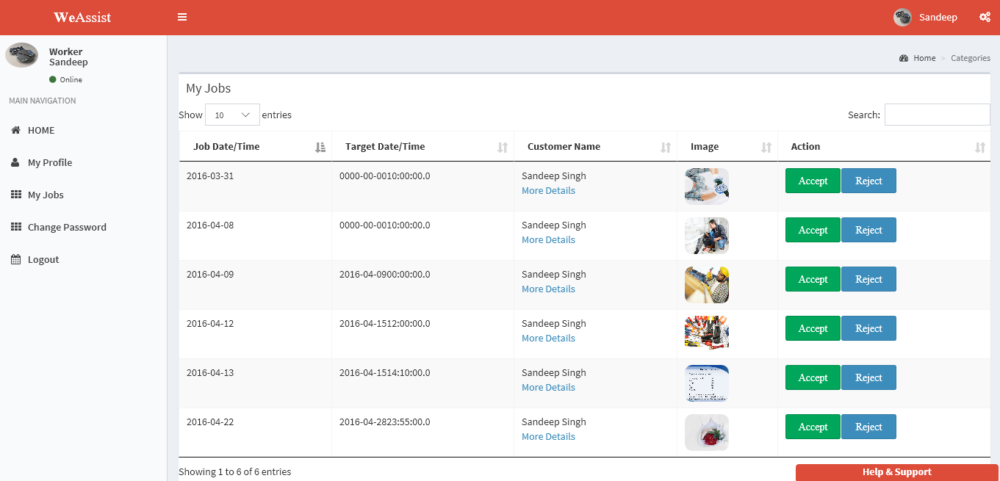 WeAssist
Sandeep
Worker
Sandeep
Online
MAIN NAVIGATION
HOME
My Profile
My Jobs
Change Password
Logout
Home > Categories
My Jobs
Show 10 entries
Search:
Job Date/Time Target Date/Time Customer Name Image Action
2016-03-31 0000-00-0010:00:00.0 Sandeep Singh Accept Reject
More Details
2016-04-08 0000-00-0010:00:00.0 Sandeep Singh Accept Reject
More Details
2016-04-09 2016-04-0900:00:00.0 Sandeep Singh Accept Reject
More Details
2016-04-12 2016-04-1512:00:00.0 Sandeep Singh Accept Reject
More Details
2016-04-13 2016-04-1514:10:00.0 Sandeep Singh Accept Reject
More Details
2016-04-22 2016-04-2823:55:00.0 Sandeep Singh Accept Reject
More Details
Showing 1 to 6 of 6 entries
Help & Support